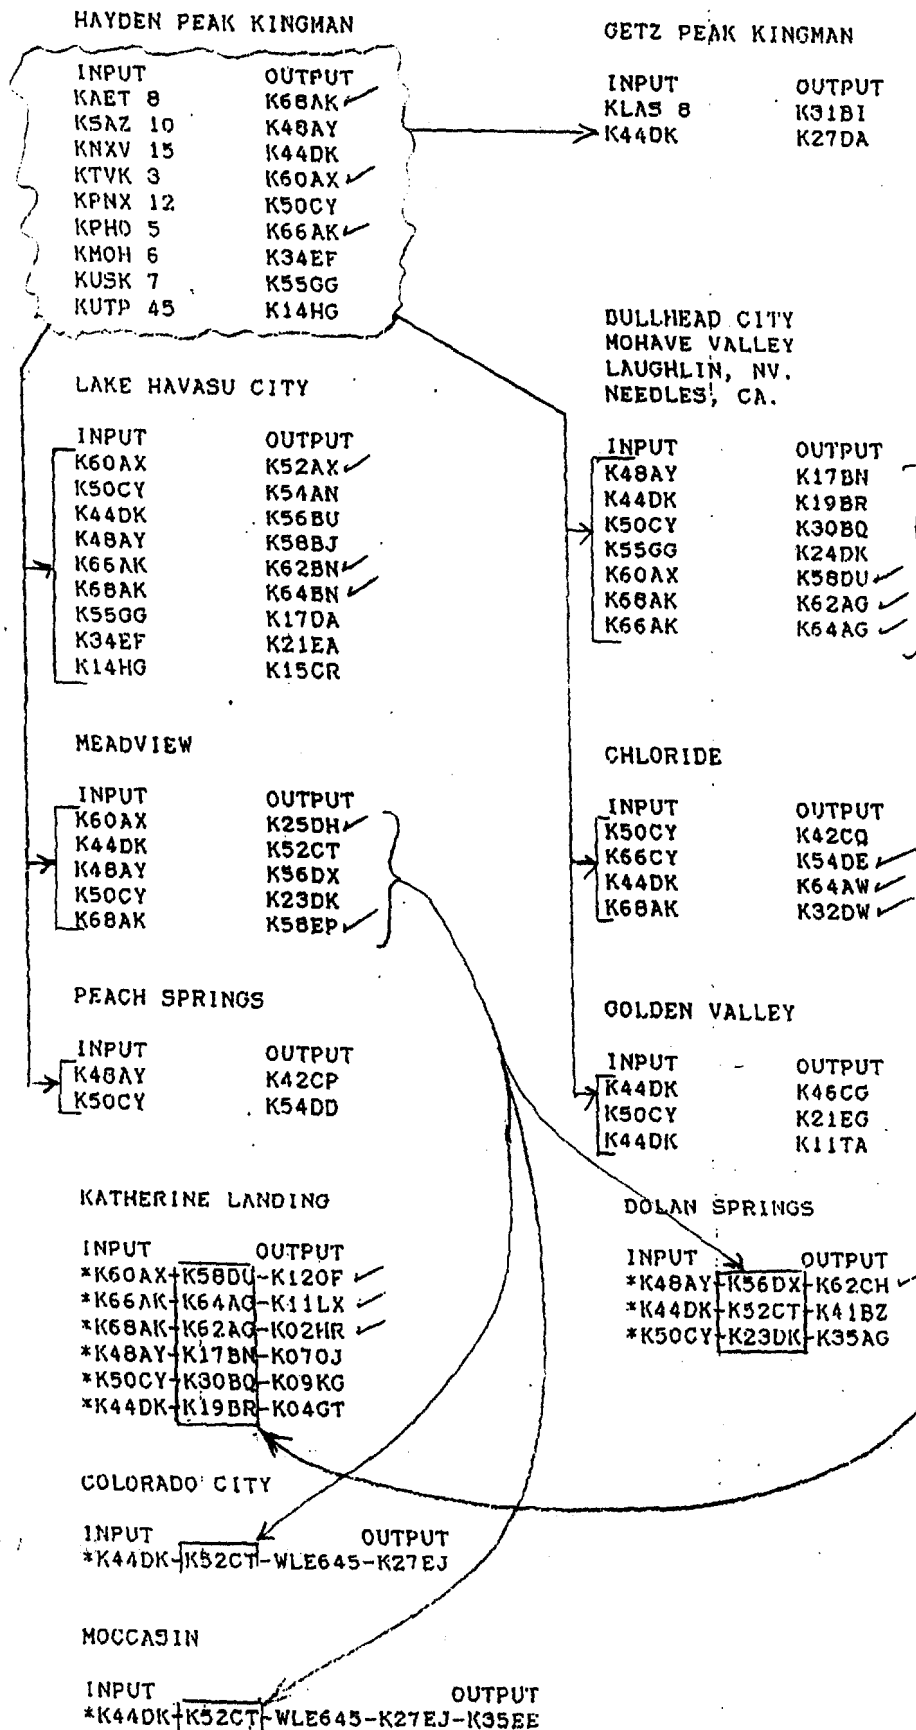 HAYDEN PEAK KINGMAN
INPUT OUTPUT
KAET 8 K68AK
KSAZ 10 K48AY
KNXV 15 K44DK
KTVK 3 K60AX
KPNX 12 K50CY
KPHO 5 K66AK
KMOH 6 K34EF
KUSK 7 K55GG
KUTP 45 K14HG
GETZ PEAK KINGMAN
INPUT OUTPUT
KLAS 8 K31BI
K44DK K27DA
LAKE HAVASU CITY
INPUT OUTPUT
K60AX K52AX
K50CY K54AN
K44DK K56BU
K48AY K58BJ
K66AK K62BN
K68AK K64BN
K55GG K17DA
K34EF K21EA
K14HG K15CR
BULLHEAD CITY
MOHAVE VALLEY
LAUGHLIN, NV.
NEEDLES, CA.
INPUT OUTPUT
K48AY K17BN
K44DK K19BR
K50CY K30BQ
K55GG K24DK
K60AX K58DU
K68AK K62AG
K66AK K64AG
MEADVIEW
INPUT OUTPUT
K60AX K25DH
K44DK K52CT
K48AY K56DX
K50CY K23DK
K68AK K58EP
CHLORIDE
INPUT OUTPUT
K50CY K42CQ
K66CY K54DE
K44DK K64AW
K68AK K32DW
PEACH SPRINGS
INPUT OUTPUT
K48AY K42CP
K50CY K54DD
GOLDEN VALLEY
INPUT OUTPUT
K44DK K46CG
K50CY K21EG
K44DK K11TA
KATHERINE LANDING
INPUT OUTPUT
*K60AX-K58DU-K12OF
*K66AK-K64AG-K11LX
*K68AK-K62AG-K02HR
*K48AY-K17BN-K07OJ
*K50CY-K30BQ-K09KG
*K44DK-K19BR-K04GT
DOLAN SPRINGS
INPUT OUTPUT
*K48AY-K56DX-K62CH
*K44DK-K52CT-K41BZ
*K50CY-K23DK-K35AG
COLORADO CITY
INPUT OUTPUT
*K44DK-K52CT-WLE645-K27EJ
MOCCASIN
INPUT OUTPUT
*K44DK-K52CT-WLE645-K27EJ-K35EE